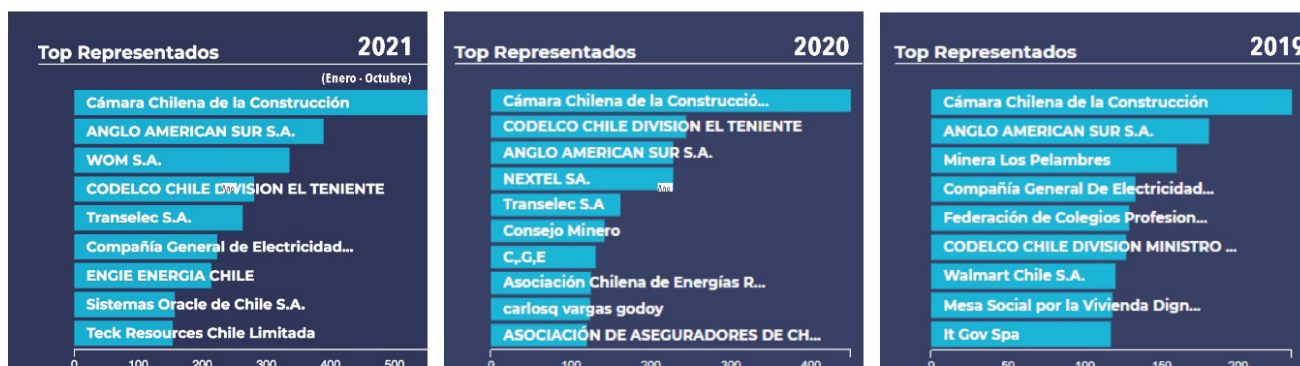 Top Representados 2021
(Enero - Octubre)
Cámara Chilena de la Construcción
ANGLO AMERICAN SUR S.A.
WOM S.A.
CODELCO CHILE DIVISION EL TENIENTE
Transelec S.A.
Compañía General de Electricidad...
ENGIE ENERGIA CHILE
Sistemas Oracle de Chile S.A.
Teck Resources Chile Limitada
0 100 200 300 400 500
Top Representados 2020
Cámara Chilena de la Construcció...
CODELCO CHILE DIVISION EL TENIENTE
ANGLO AMERICAN SUR S.A.
NEXTEL SA.
Transelec S.A
Consejo Minero
C,.G,E
Asociación Chilena de Energías R...
carlosq vargas godoy
ASOCIACIÓN DE ASEGURADORES DE CH...
0 100 200 300 400
Top Representados 2019
Cámara Chilena de la Construcción
ANGLO AMERICAN SUR S.A.
Minera Los Pelambres
Compañía General De Electricidad...
Federación de Colegios Profesion...
CODELCO CHILE DIVISION MINISTRO ...
Walmart Chile S.A.
Mesa Social por la Vivienda Dign...
It Gov Spa
0 50 100 150 200